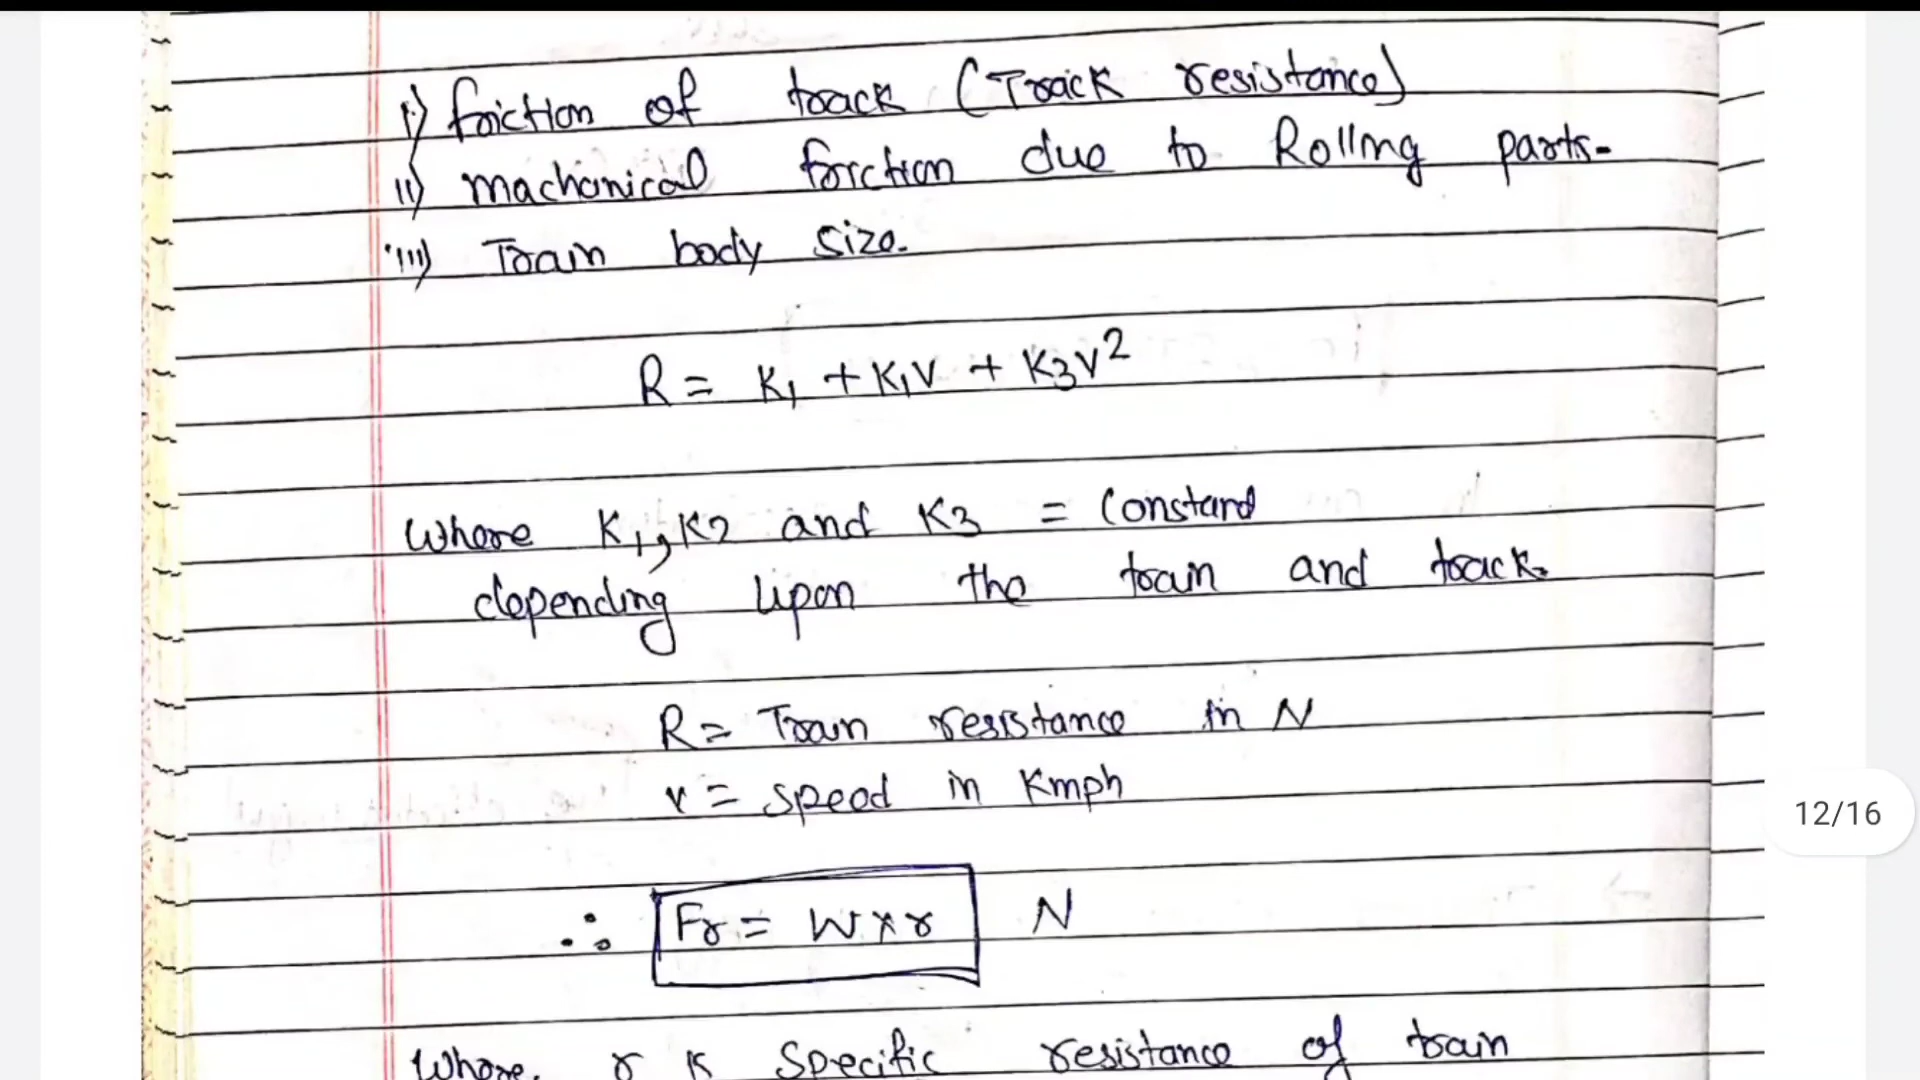 i) friction of track (Track resistance)
ii) machanical forction due to Rolling parts.
iii) Train body size.
R = K1 + K1V + K3V²
Where K1, K2 and K3 = Constand
depending upon the train and track.
R = Train resistance in N
v = speed in Kmph
12/16
∴ Fr = W×r N
Where, r is Specific resistance of train